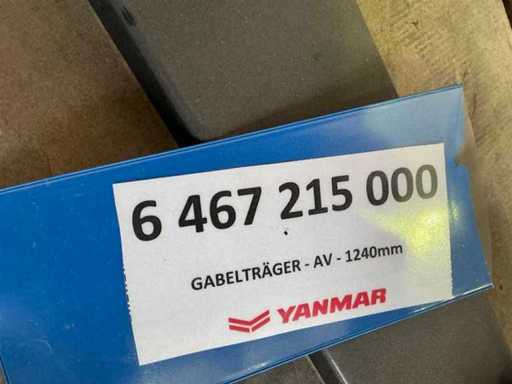 6 467 215 000
GABELTRÄGER - AV - 1240mm
YANMAR